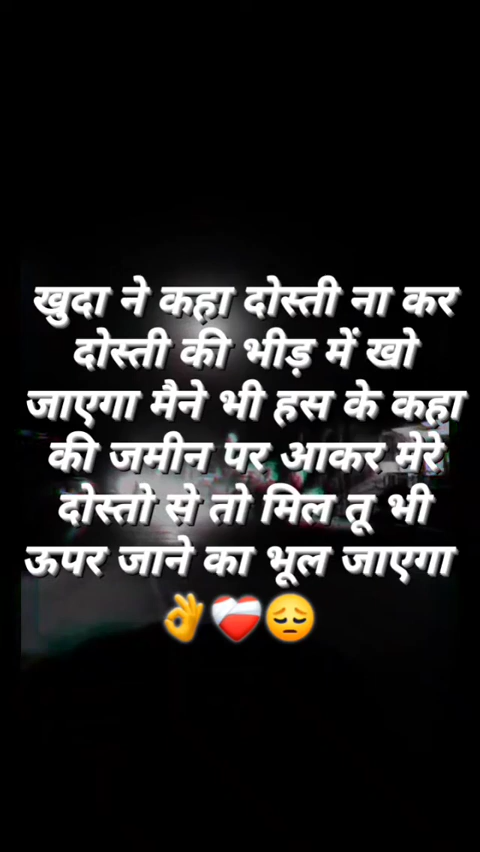 खुदा ने कहा दोस्ती ना कर
दोस्ती की भीड़ में खो
जाएगा मैने भी हस के कहा
की जमीन पर आकर मेरे
दोस्तो से तो मिल तू भी
ऊपर जाने का भूल जाएगा
👌❤️‍🩹😔